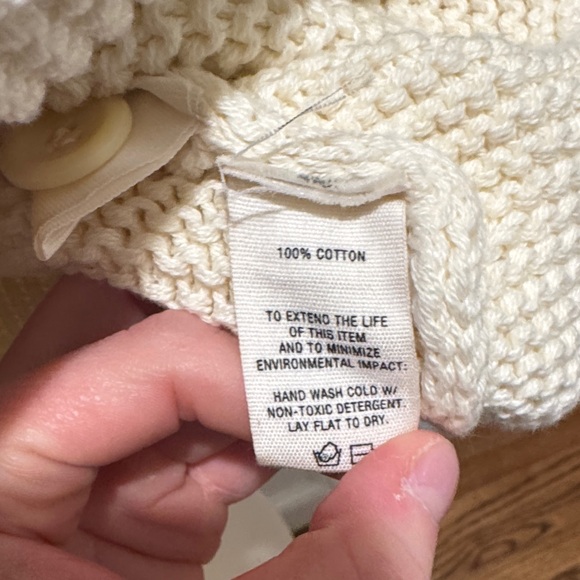 100% COTTON
TO EXTEND THE LIFE
OF THIS ITEM
AND TO MINIMIZE
ENVIRONMENTAL IMPACT:
HAND WASH COLD W/
NON-TOXIC DETERGENT.
LAY FLAT TO DRY.